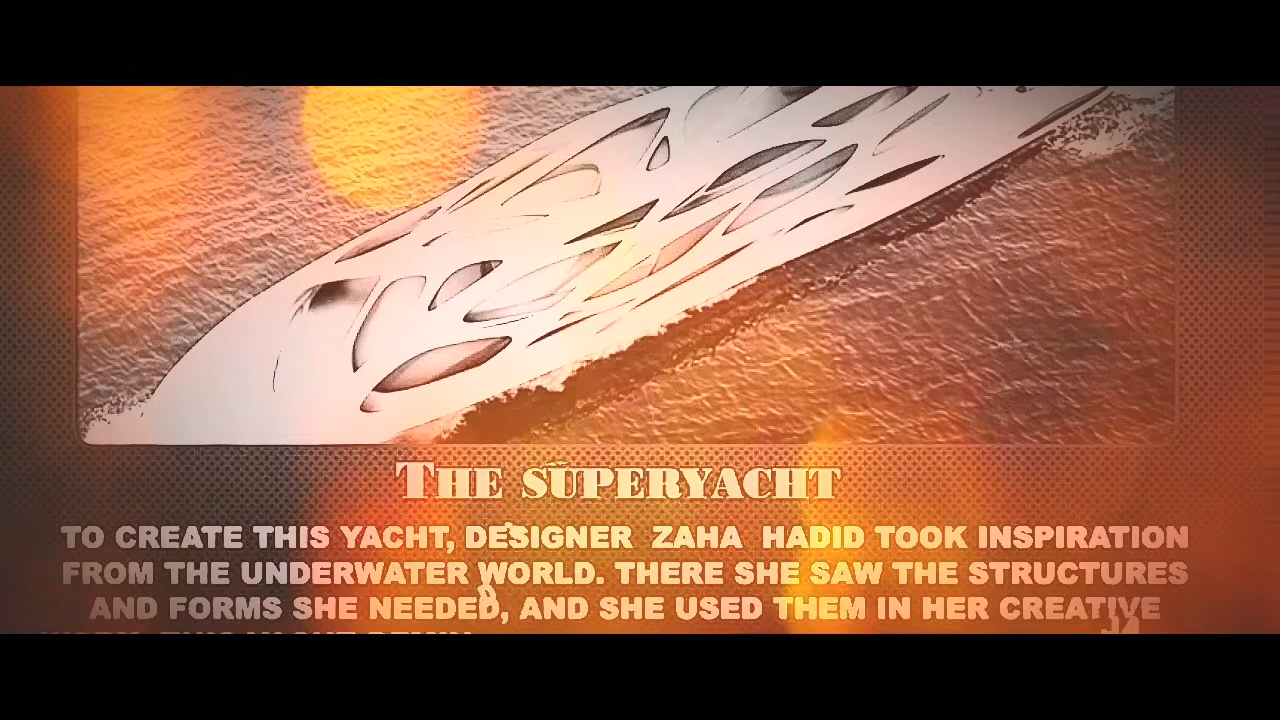 The superyacht
TO CREATE THIS YACHT, DESIGNER ZAHA HADID TOOK INSPIRATION
FROM THE UNDERWATER WORLD. THERE SHE SAW THE STRUCTURES
AND FORMS SHE NEEDED, AND SHE USED THEM IN HER CREATIVE